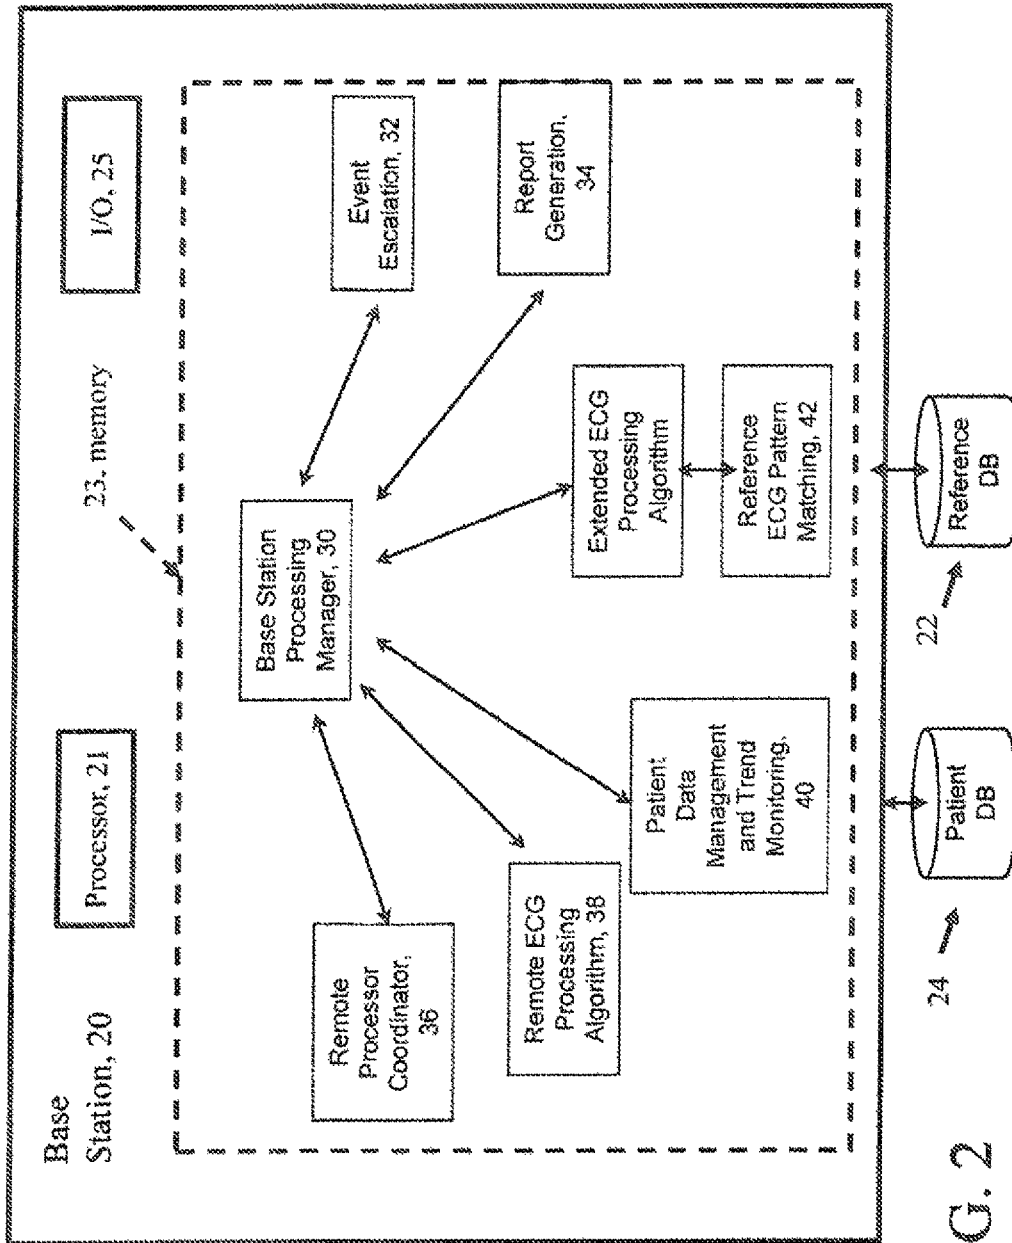 Base
Station, 20
Processor, 21
I/O, 25
23. memory
Base Station
Processing
Manager, 30
Event
Escalation, 32
Remote
Processor
Coordinator,
36
Report
Generation,
34
Remote ECG
Processing
Algorithm, 38
Extended ECG
Processing
Algorithm
Patient
Data
Management
and Trend
Monitoring,
40
Reference
ECG Pattern
Matching, 42
24
Patient
DB
22
Reference
DB
G. 2